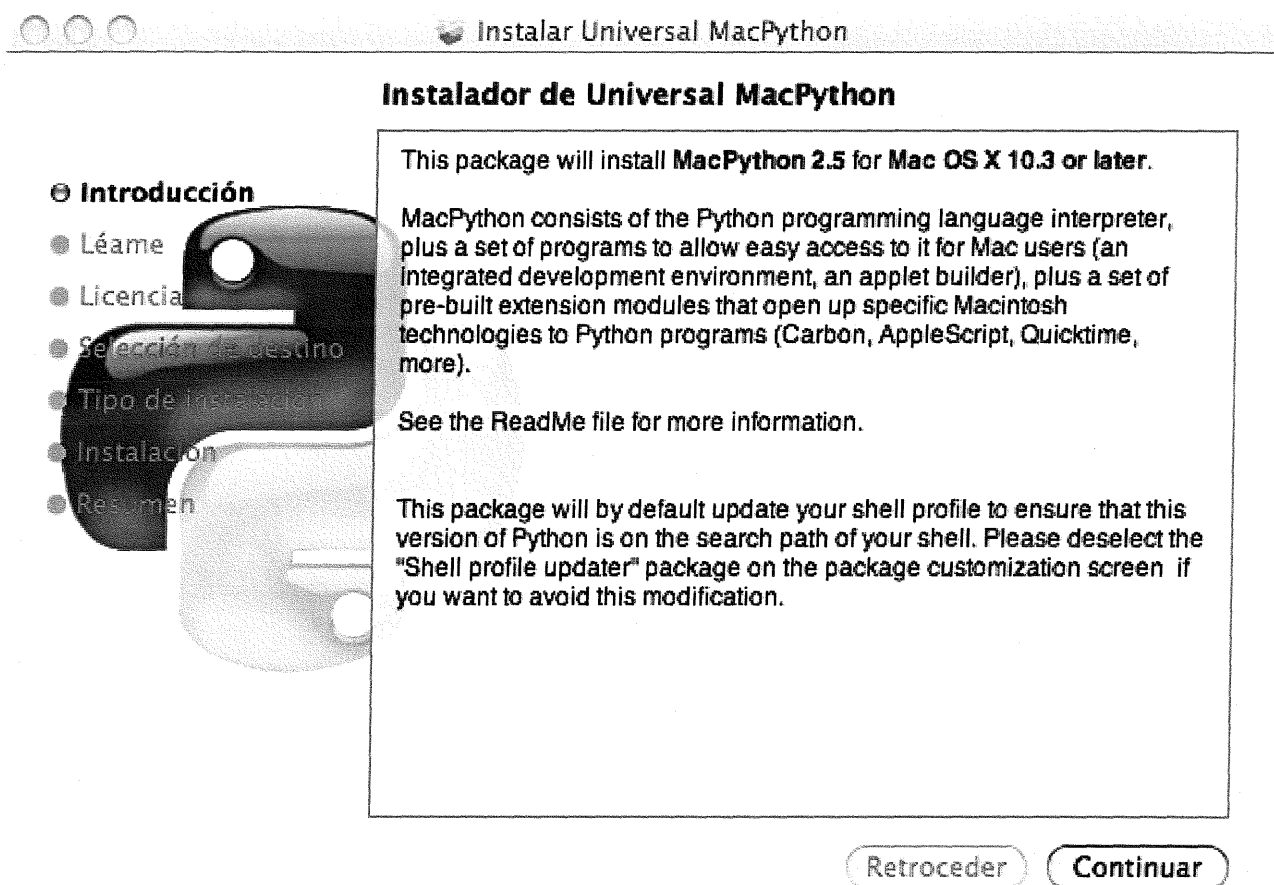 Instalar Universal MacPython
Instalador de Universal MacPython
Introducción
Léame
Licencia
Selección de destino
Tipo de instalación
Instalación
Resumen
This package will install MacPython 2.5 for Mac OS X 10.3 or later.
MacPython consists of the Python programming language interpreter,
plus a set of programs to allow easy access to it for Mac users (an
integrated development environment, an applet builder), plus a set of
pre-built extension modules that open up specific Macintosh
technologies to Python programs (Carbon, AppleScript, Quicktime,
more).
See the ReadMe file for more information.
This package will by default update your shell profile to ensure that this
version of Python is on the search path of your shell. Please deselect the
"Shell profile updater" package on the package customization screen if
you want to avoid this modification.
Retroceder
Continuar